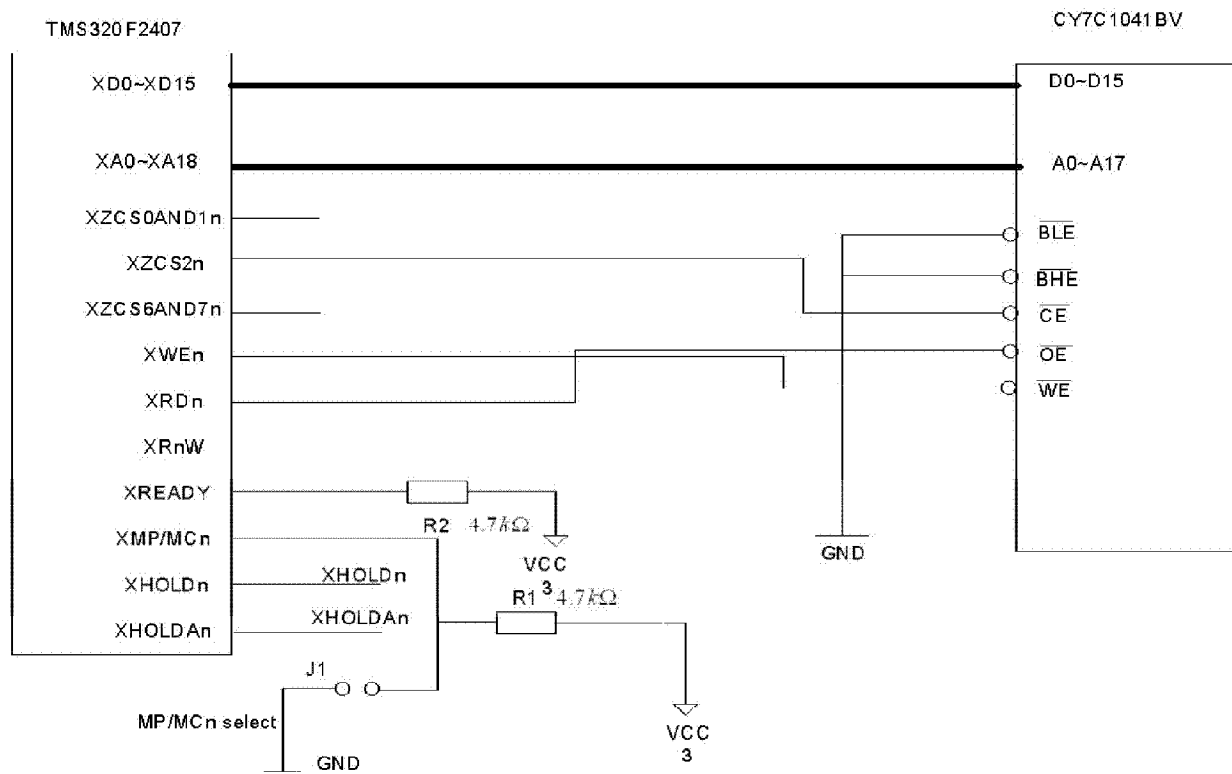 TMS320F2407
CY7C1041BV
XD0~XD15
D0~D15
XA0~XA18
A0~A17
XZCS0AND1n
BLE
XZCS2n
BHE
XZCS6AND7n
CE
XWEn
OE
XRDn
WE
XRnW
XREADY
R2 4.7kΩ
XMP/MCn
VCC
3
GND
XHOLDn
XHOLDn
R1 4.7kΩ
XHOLDAn
XHOLDAn
J1
MP/MCn select
VCC
3
GND